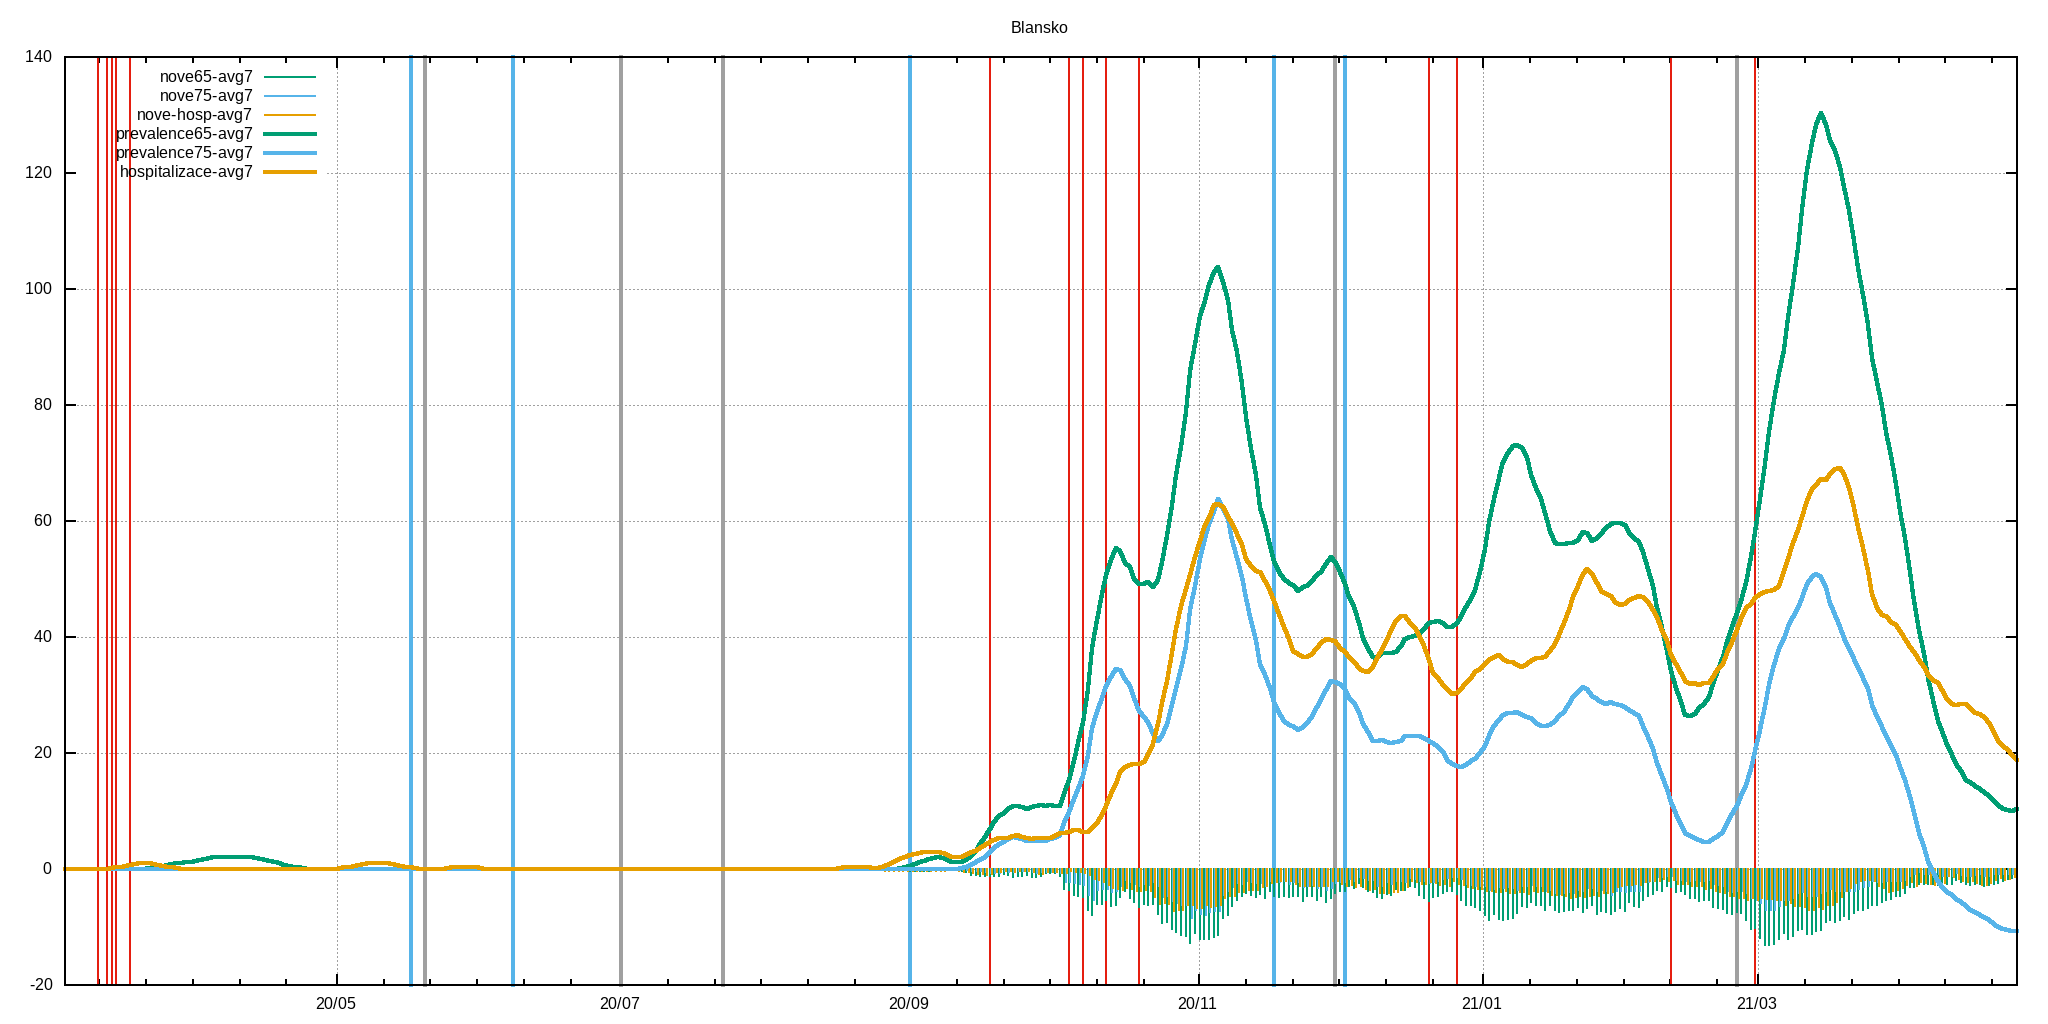 Blansko
140
120
100
80
60
40
20
0
-20
nove65-avg7
nove75-avg7
nove-hosp-avg7
prevalence65-avg7
prevalence75-avg7
hospitalizace-avg7
20/05 20/07 20/09 20/11 21/01 21/03